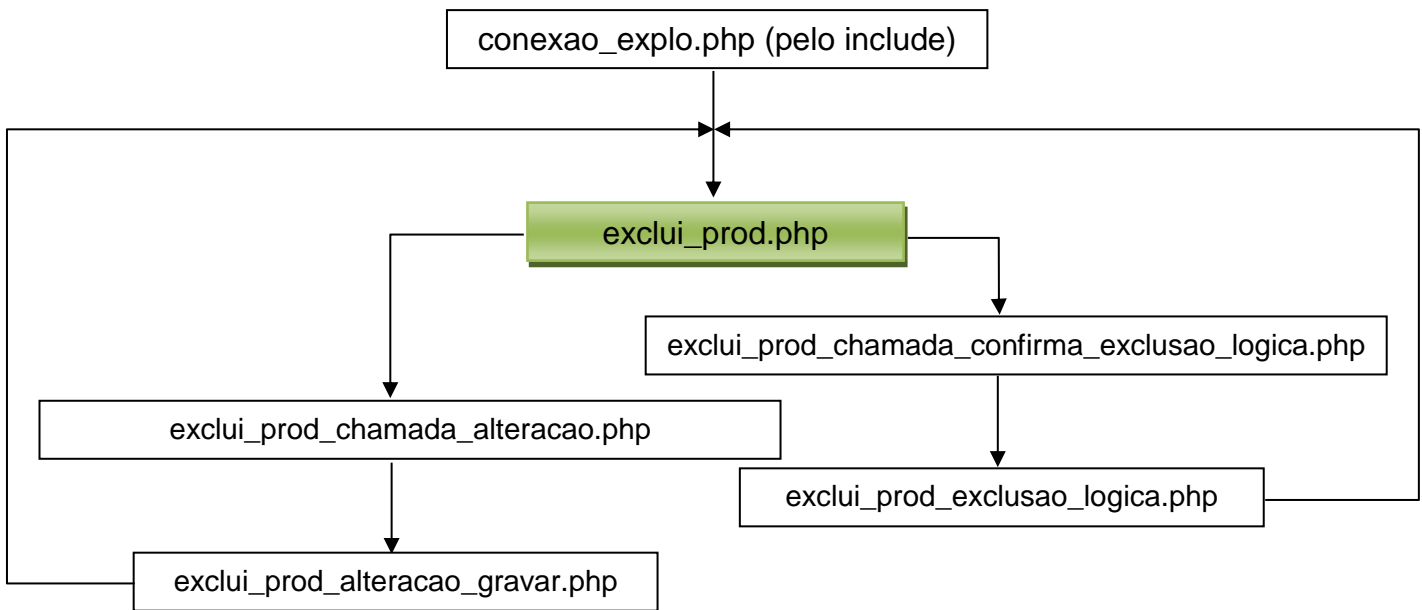 conexao_explo.php (pelo include)
exclui_prod.php
exclui_prod_chamada_confirma_exclusao_logica.php
exclui_prod_chamada_alteracao.php
exclui_prod_exclusao_logica.php
exclui_prod_alteracao_gravar.php